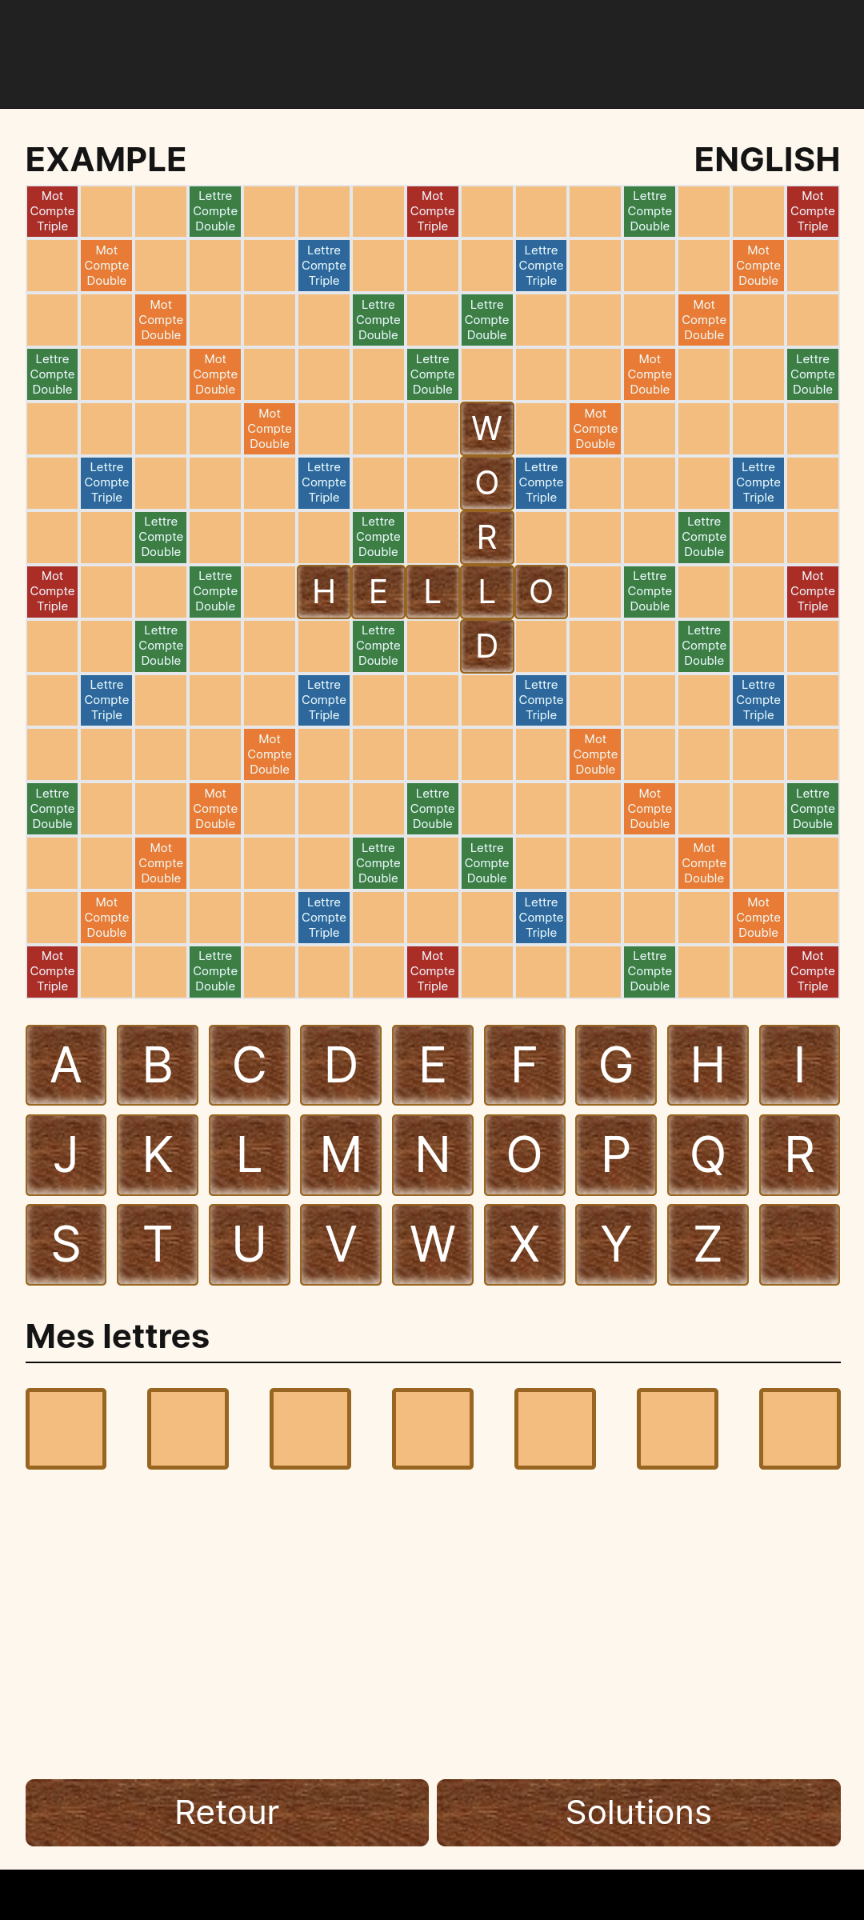 EXAMPLE ENGLISH
Mot Lettre Mot Lettre Mot
Compte Compte Compte Compte Compte
Triple Double Triple Double Triple
Mot Lettre Lettre Mot
Compte Compte Compte Compte
Double Triple Triple Double
Mot Lettre Lettre Mot
Compte Compte Compte Compte
Double Double Double Double
Lettre Mot Lettre Mot Lettre
Compte Compte Compte Compte Compte
Double Double Double Double Double
Mot W Mot
Compte Compte
Double Double
Lettre Lettre O Lettre Lettre
Compte Compte Compte Compte
Triple Triple Triple Triple
Lettre Lettre R Lettre
Compte Compte Compte
Double Double Double
Mot Lettre H E L L O Lettre Mot
Compte Compte Compte Compte
Triple Double Double Triple
Lettre Lettre D Lettre
Compte Compte Compte
Double Double Double
Lettre Lettre Lettre Lettre
Compte Compte Compte Compte
Triple Triple Triple Triple
Mot Mot
Compte Compte
Double Double
Lettre Mot Lettre Mot Lettre
Compte Compte Compte Compte Compte
Double Double Double Double Double
Mot Lettre Lettre Mot
Compte Compte Compte Compte
Double Double Double Double
Mot Lettre Lettre Mot
Compte Compte Compte Compte
Double Triple Triple Double
Mot Lettre Mot Lettre Mot
Compte Compte Compte Compte Compte
Triple Double Triple Double Triple
A B C D E F G H I
J K L M N O P Q R
S T U V W X Y Z
Mes lettres
Retour Solutions